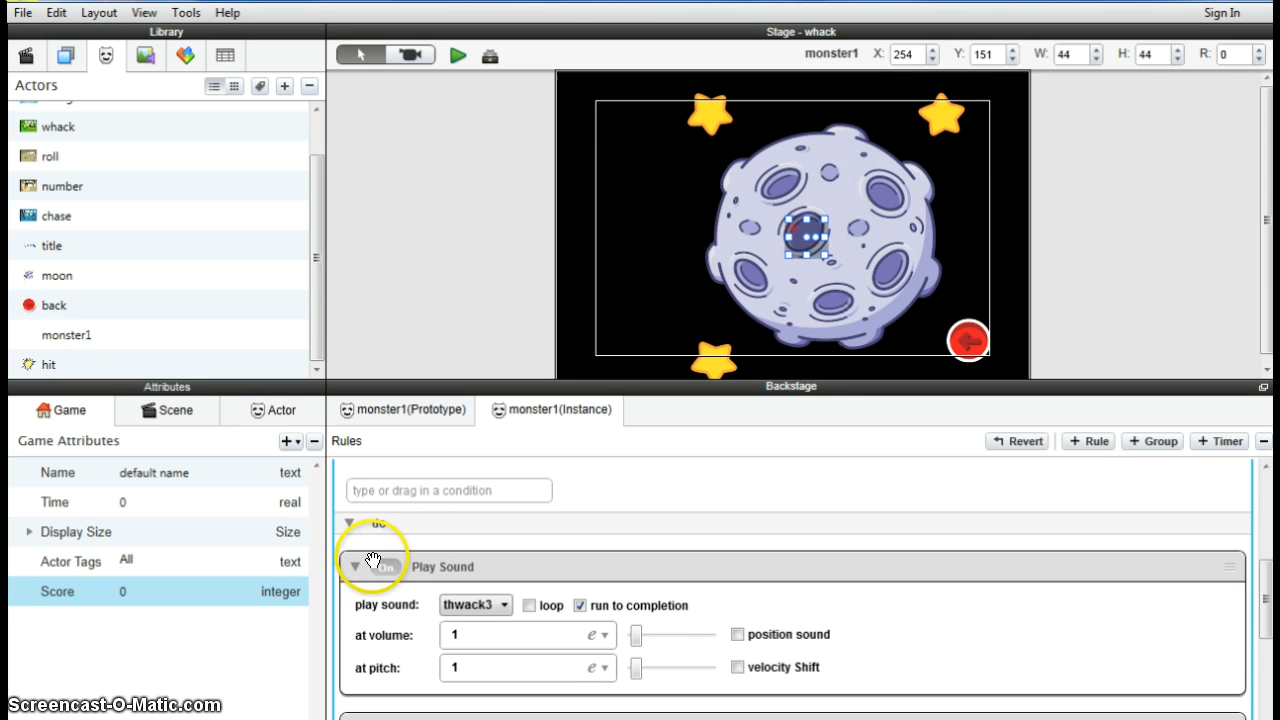 File Edit Layout View Tools Help Sign In
Library Stage - whack
monster1 X: 254 Y: 151 W: 44 H: 44 R: 0
Actors
whack
roll
number
chase
title
moon
back
monster1
hit
Attributes Backstage
Game Scene Actor monster1(Prototype) monster1(Instance)
Game Attributes Rules Revert + Rule + Group + Timer
Name default name text
Time 0 real
Display Size Size
Actor Tags All text
Score 0 integer
type or drag in a condition
do
On Play Sound
play sound: thwack3 loop run to completion
at volume: 1 e position sound
at pitch: 1 e velocity Shift
Screencast-O-Matic.com